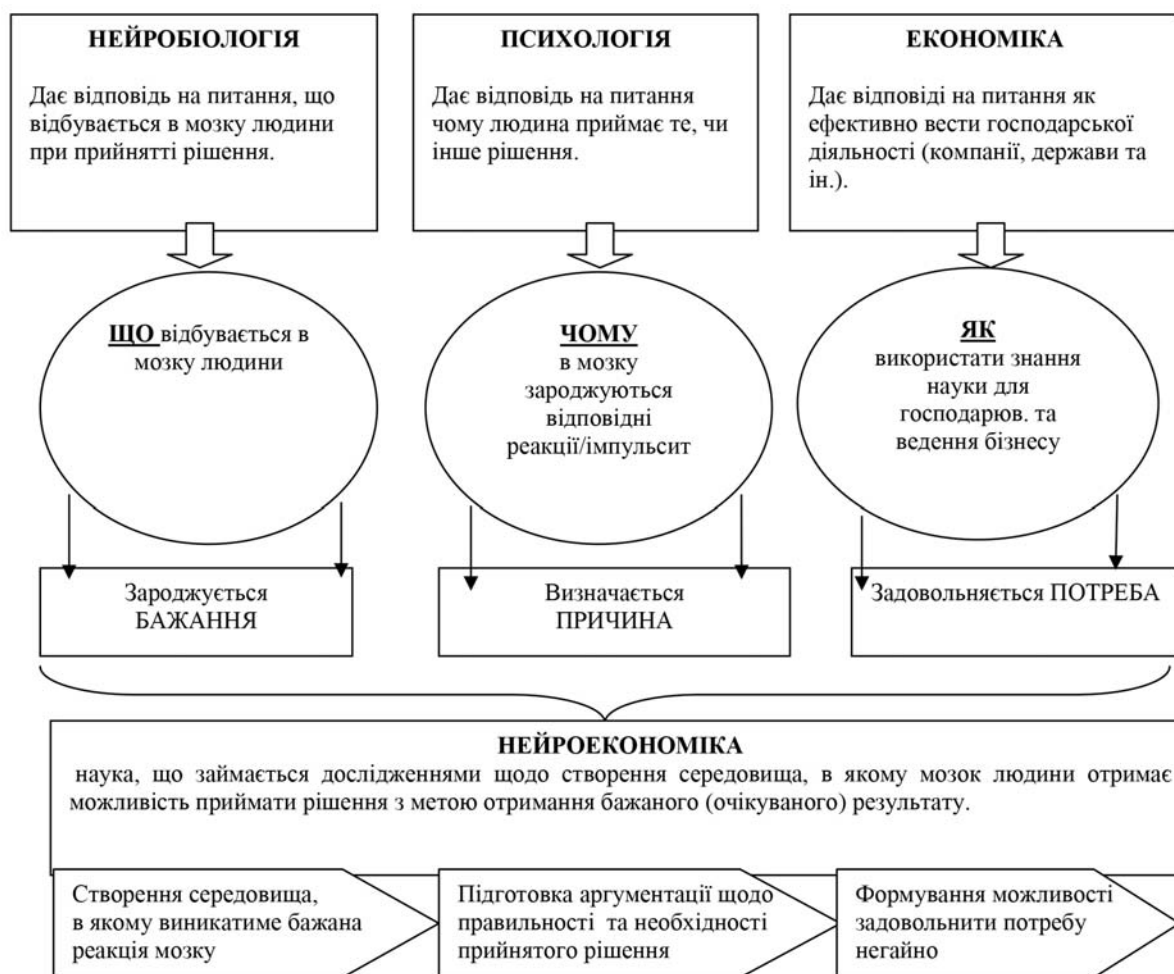 НЕЙРОБІОЛОГІЯ
Дає відповідь на питання, що
відбувається в мозку людини
при прийнятті рішення.
ПСИХОЛОГІЯ
Дає відповідь на питання
чому людина приймає те, чи
інше рішення.
ЕКОНОМІКА
Дає відповіді на питання як
ефективно вести господарської
діяльності (компанії, держави та
ін.).
ЩО відбувається в
мозку людини
ЧОМУ
в мозку
зароджуються
відповідні
реакції/імпульсит
ЯК
використати знання
науки для
господарюв. та
ведення бізнесу
Зароджується
БАЖАННЯ
Визначається
ПРИЧИНА
Задовольняється ПОТРЕБА
НЕЙРОЕКОНОМІКА
наука, що займається дослідженнями щодо створення середовища, в якому мозок людини отримає
можливість приймати рішення з метою отримання бажаного (очікуваного) результату.
Створення середовища,
в якому виникатиме бажана
реакція мозку
Підготовка аргументації щодо
правильності та необхідності
прийнятого рішення
Формування можливості
задовольнити потребу
негайно